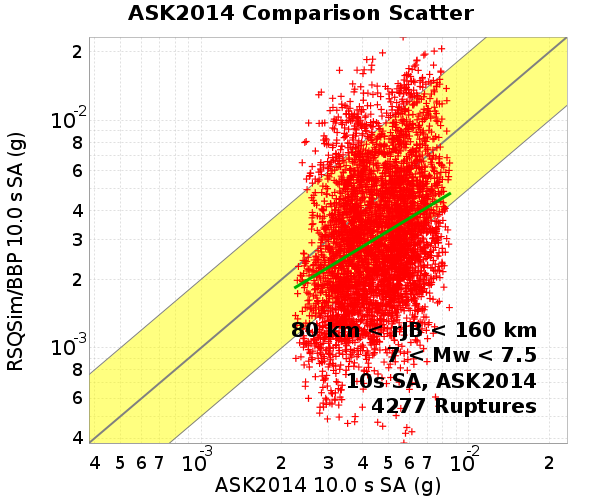 ASK2014 Comparison Scatter
RSQSim/BBP 10.0 s SA (g)
2
10-2
8
6
4
3
2
10-3
8
6
4
80 km < rJB < 160 km
7 < Mw < 7.5
10s SA, ASK2014
4277 Ruptures
4 5 6 7 10-3 2 3 4 5 6 7 10-2 2
ASK2014 10.0 s SA (g)